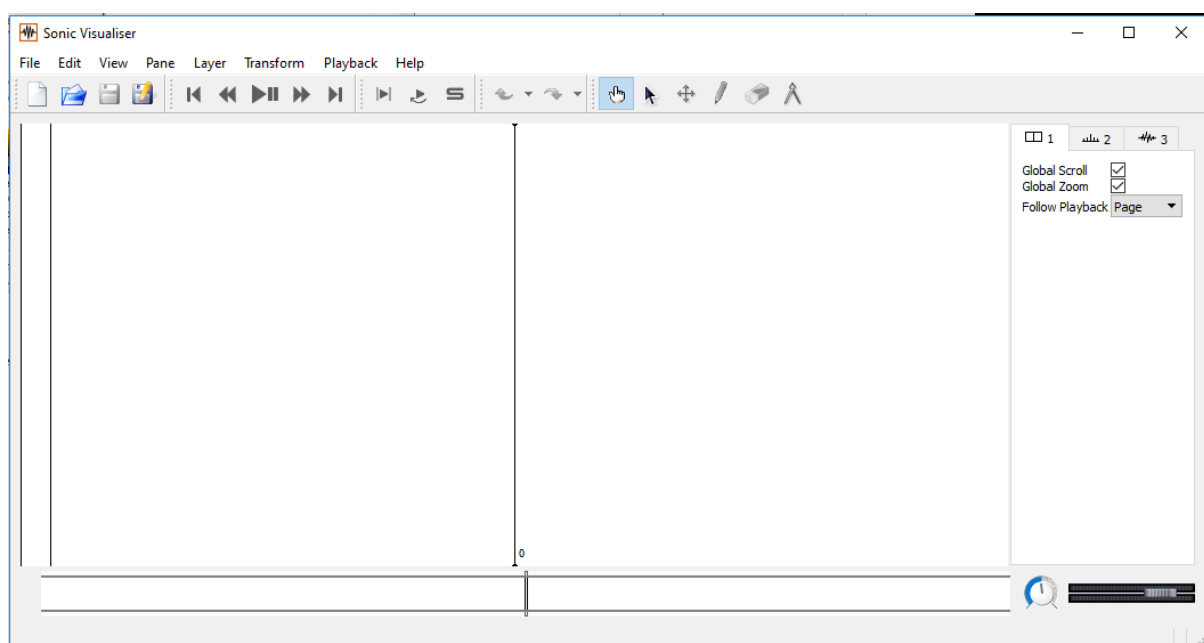 Sonic Visualiser
File Edit View Pane Layer Transform Playback Help
1 2 3
Global Scroll
Global Zoom
Follow Playback Page
0